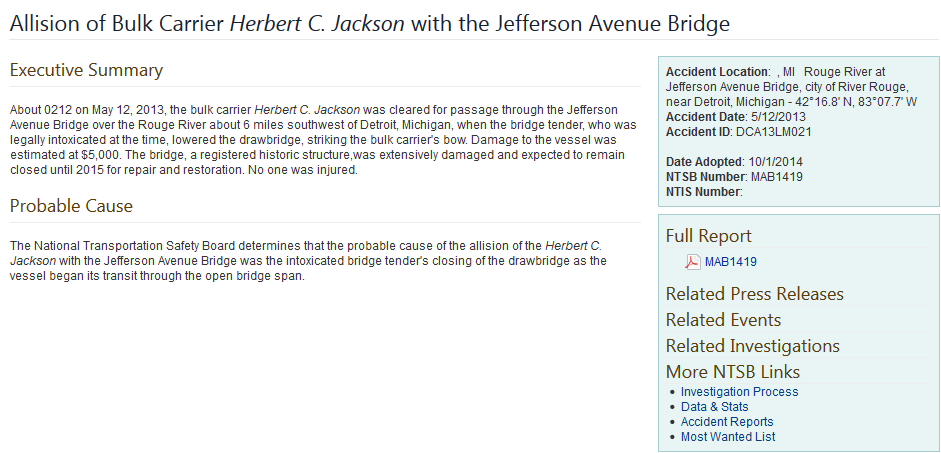 Allision of Bulk Carrier Herbert C. Jackson with the Jefferson Avenue Bridge
Executive Summary
About 0212 on May 12, 2013, the bulk carrier Herbert C. Jackson was cleared for passage through the Jefferson
Avenue Bridge over the Rouge River about 6 miles southwest of Detroit, Michigan, when the bridge tender, who was
legally intoxicated at the time, lowered the drawbridge, striking the bulk carrier's bow. Damage to the vessel was
estimated at $5,000. The bridge, a registered historic structure,was extensively damaged and expected to remain
closed until 2015 for repair and restoration. No one was injured.
Probable Cause
The National Transportation Safety Board determines that the probable cause of the allision of the Herbert C.
Jackson with the Jefferson Avenue Bridge was the intoxicated bridge tender's closing of the drawbridge as the
vessel began its transit through the open bridge span.
Accident Location: , MI Rouge River at
Jefferson Avenue Bridge, city of River Rouge,
near Detroit, Michigan - 42°16.8' N, 83°07.7' W
Accident Date: 5/12/2013
Accident ID: DCA13LM021
Date Adopted: 10/1/2014
NTSB Number: MAB1419
NTIS Number:
Full Report
MAB1419
Related Press Releases
Related Events
Related Investigations
More NTSB Links
• Investigation Process
• Data & Stats
• Accident Reports
• Most Wanted List